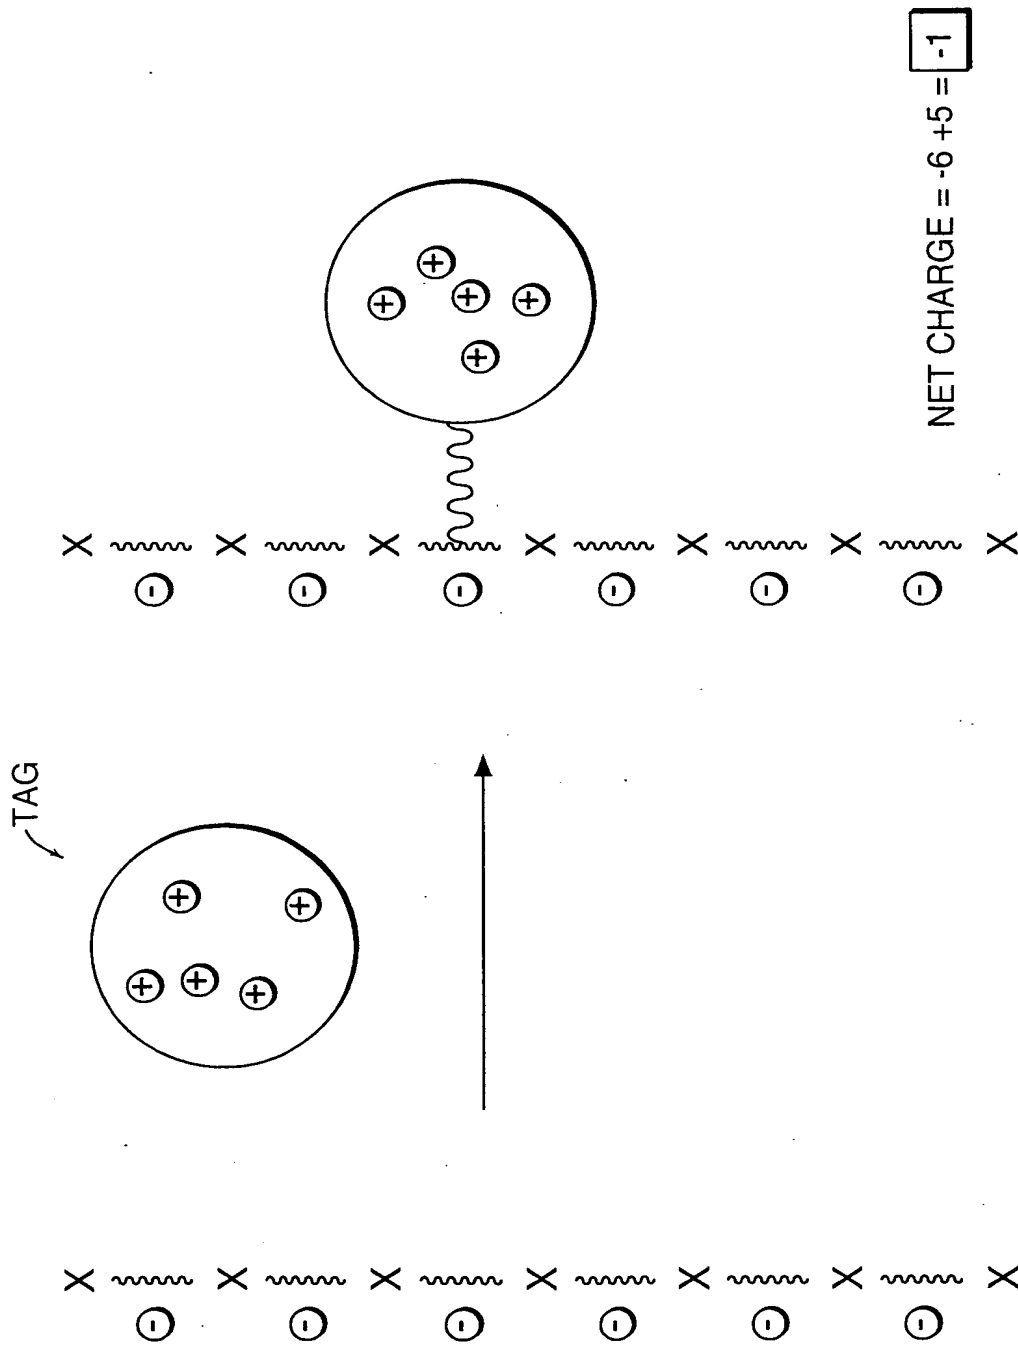 TAG
X X X X X X X
- - - - - -
+ + + + +
X X X X X X X
- - - - - -
+ + + + +
NET CHARGE = -6 +5 = -1